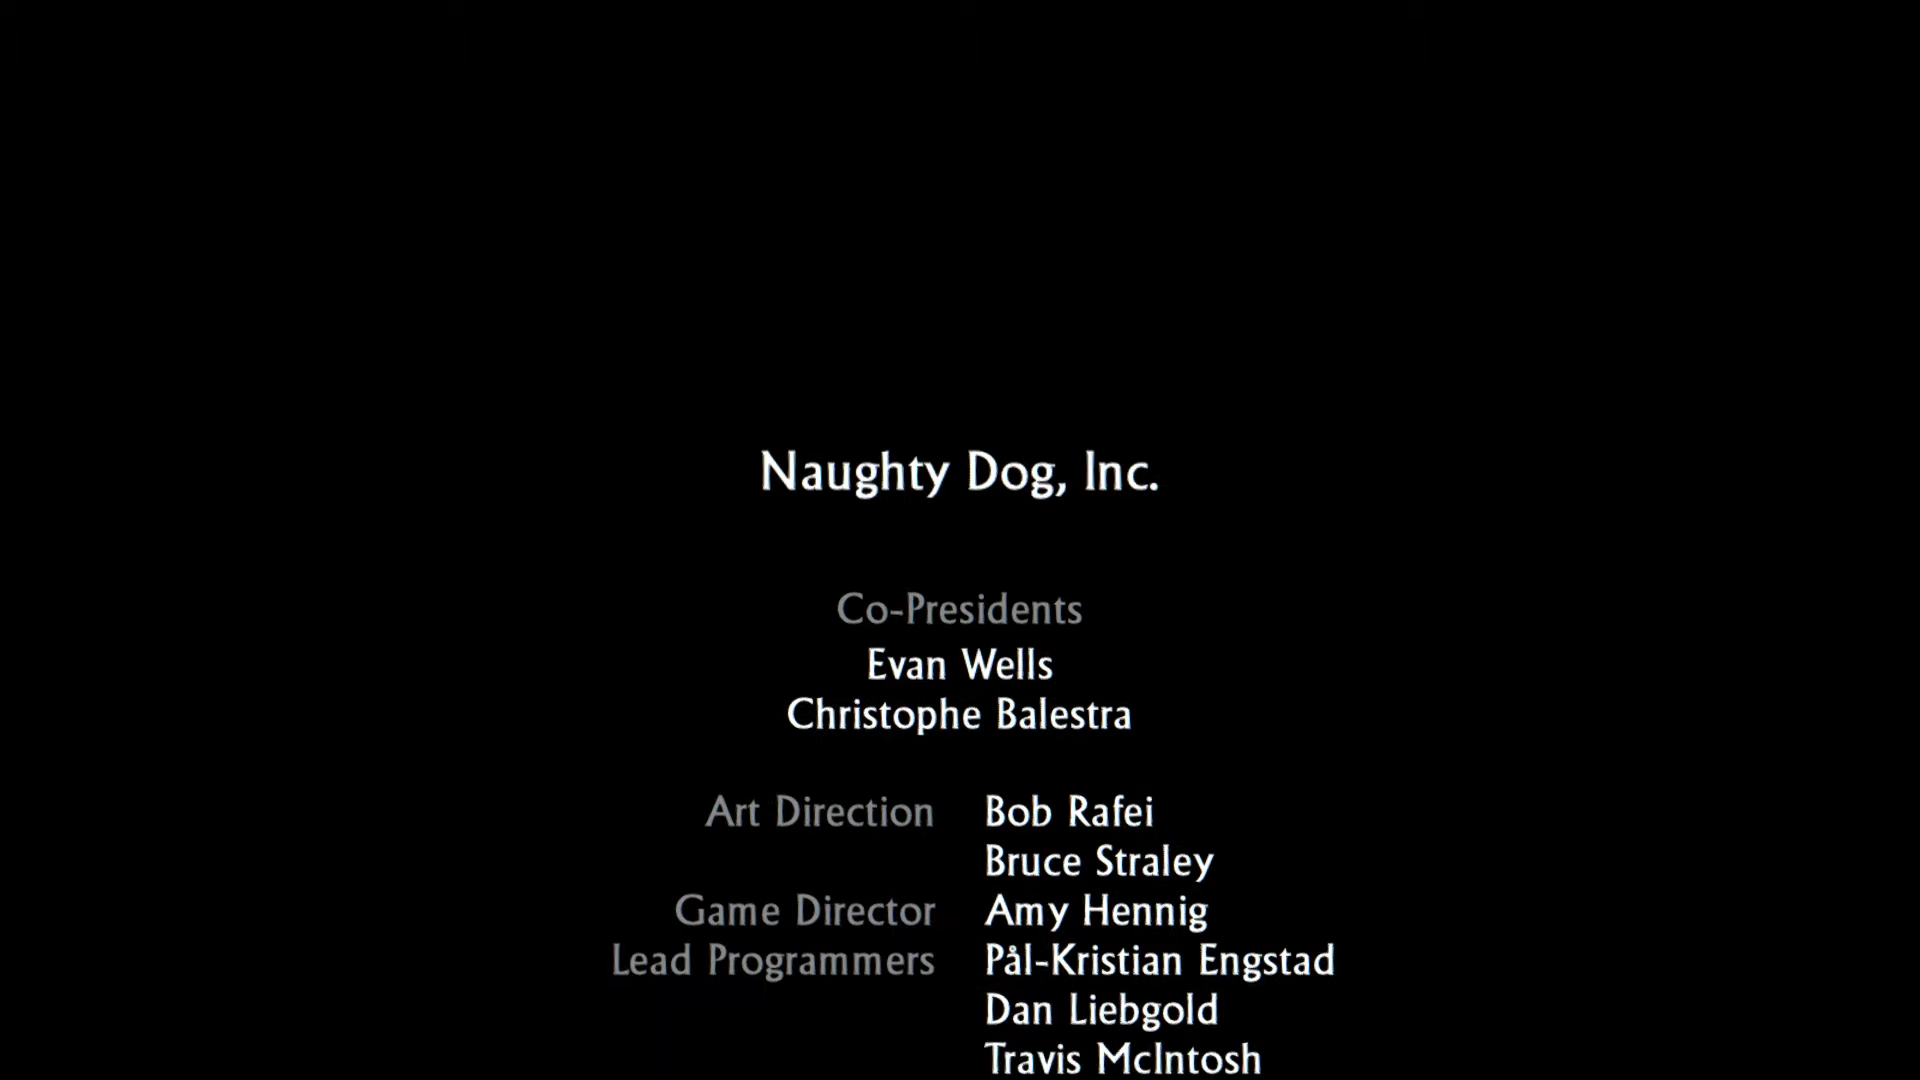 Naughty Dog, Inc.
Co-Presidents
Evan Wells
Christophe Balestra
Art Direction Bob Rafei
Bruce Straley
Game Director Amy Hennig
Lead Programmers Pål-Kristian Engstad
Dan Liebgold
Travis McIntosh